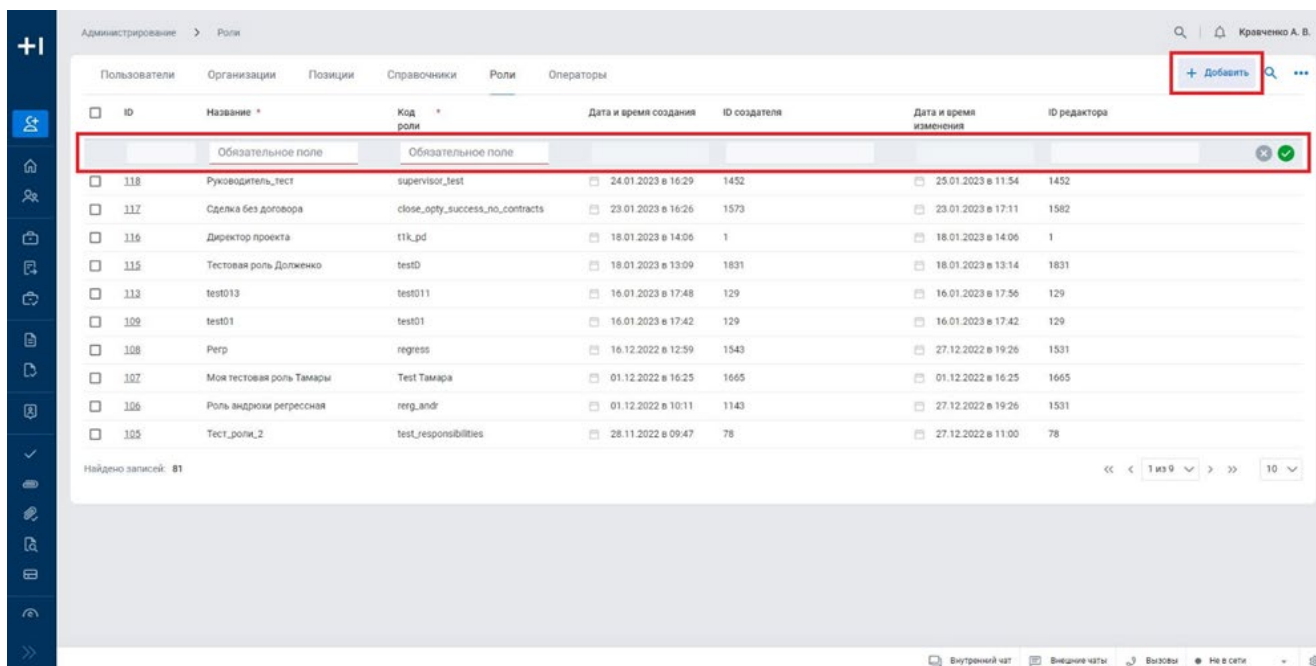 Администрирование > Роли Кравченко А. В.
Пользователи Организации Позиции Справочники Роли Операторы + Добавить
ID Название * Код роли * Дата и время создания ID создателя Дата и время изменения ID редактора
Обязательное поле Обязательное поле
118 Руководитель_тест supervisor_test 24.01.2023 в 16:29 1452 25.01.2023 в 11:54 1452
117 Сделка без договора close_opty_success_no_contracts 23.01.2023 в 16:26 1573 23.01.2023 в 17:11 1582
116 Директор проекта t1k_pd 18.01.2023 в 14:06 1 18.01.2023 в 14:06 1
115 Тестовая роль Долженко testD 18.01.2023 в 13:09 1831 18.01.2023 в 13:14 1831
113 test013 test011 16.01.2023 в 17:48 129 16.01.2023 в 17:56 129
109 test01 test01 16.01.2023 в 17:42 129 16.01.2023 в 17:42 129
108 Регр regress 16.12.2022 в 12:59 1543 27.12.2022 в 19:26 1531
107 Моя тестовая роль Тамары Test Тамара 01.12.2022 в 16:25 1665 01.12.2022 в 16:25 1665
106 Роль андрюхи регрессная rerg_andr 01.12.2022 в 10:11 1143 27.12.2022 в 19:26 1531
105 Тест_роли_2 test_responsibilities 28.11.2022 в 09:47 78 27.12.2022 в 11:00 78
Найдено записей: 81 1 из 9 10
Внутренний чат Внешние чаты Вызовы Не в сети